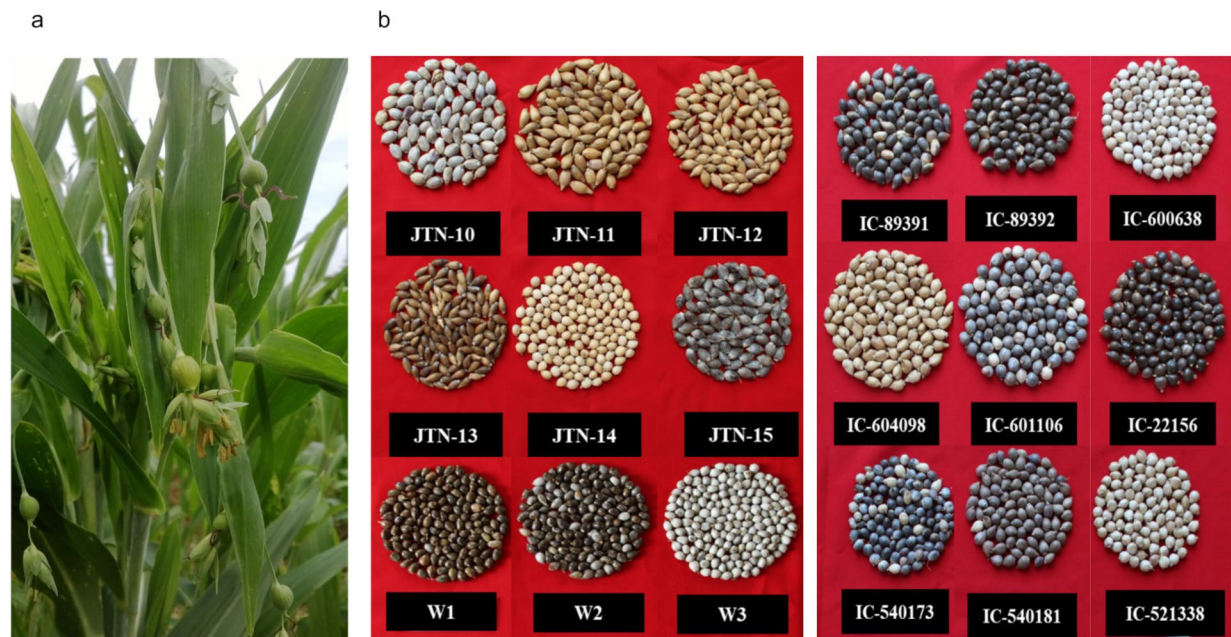 a
b
JTN-10
JTN-11
JTN-12
IC-89391
IC-89392
IC-600638
JTN-13
JTN-14
JTN-15
IC-604098
IC-601106
IC-22156
W1
W2
W3
IC-540173
IC-540181
IC-521338